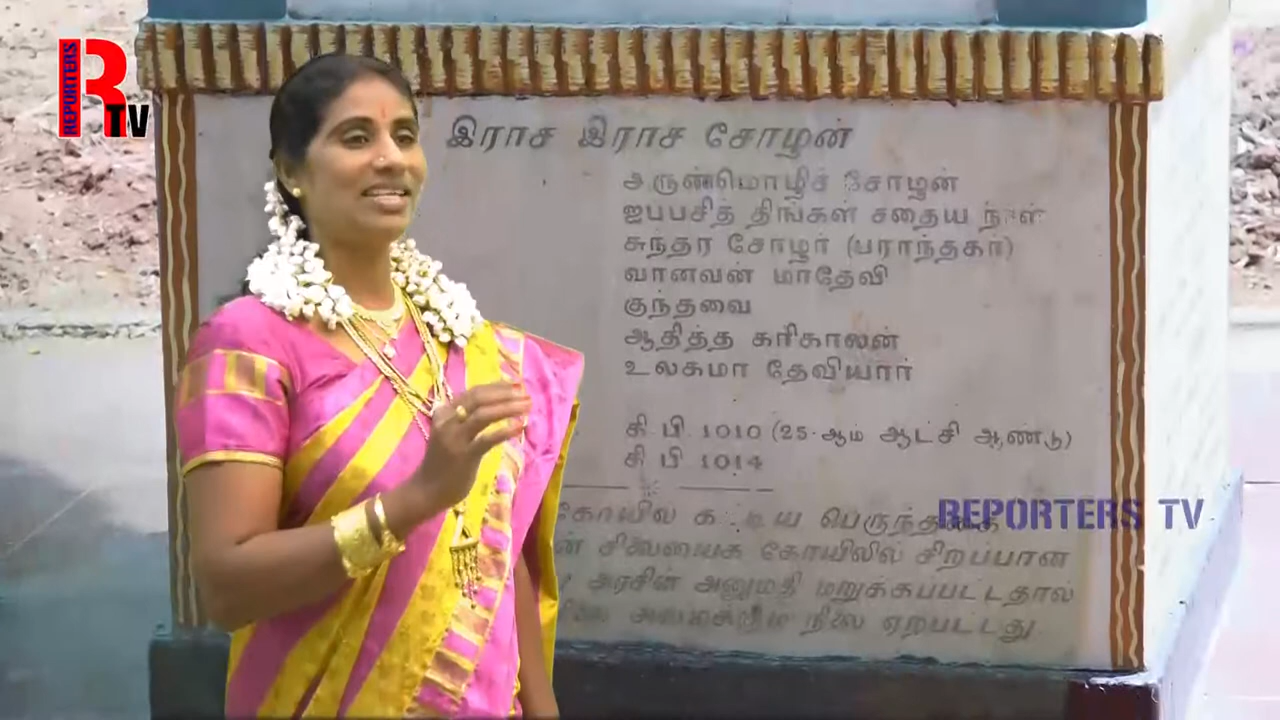 REPORTERS
R
TV
இராச இராச சோழன்
அருண்மொழிச் சோழன்
ஐப்பசித் திங்கள் சதைய நாள்
சுந்தர சோழர் (பராந்தகர்)
வானவன் மாதேவி
குந்தவை
ஆதித்த கரிகாலன்
உலகமா தேவியார்
கி பி 1010 (25-ஆம் ஆட்சி ஆண்டு)
கி பி 1014
கோயில் பெருந்தகை
REPORTERS TV
சிலையைக் கோயிலில் சிறப்பான
அரசின் அனுமதி மறுக்கப்பட்டதால்
நிலை ஏற்பட்டது